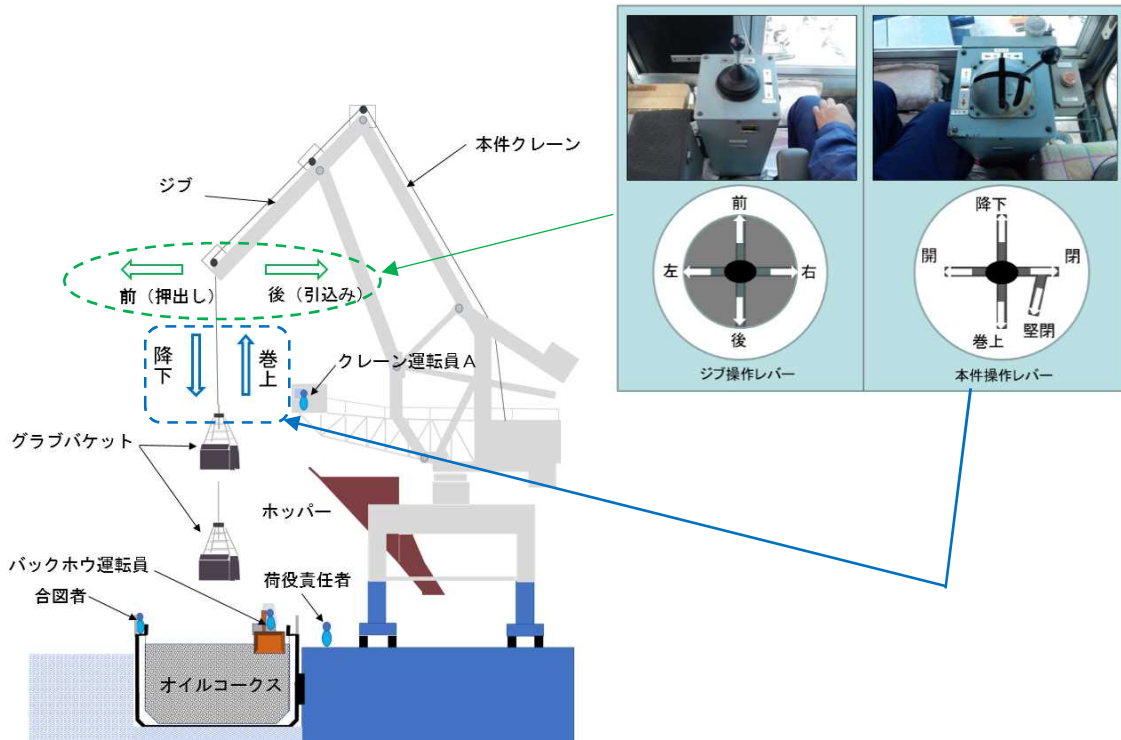 本件クレーン
ジブ
前（押出し）
後（引込み）
降下
巻上
クレーン運転員Ａ
グラブバケット
ホッパー
バックホウ運転員
荷役責任者
合図者
オイルコークス
前
左
右
後
ジブ操作レバー
降下
開
閉
堅閉
巻上
本件操作レバー